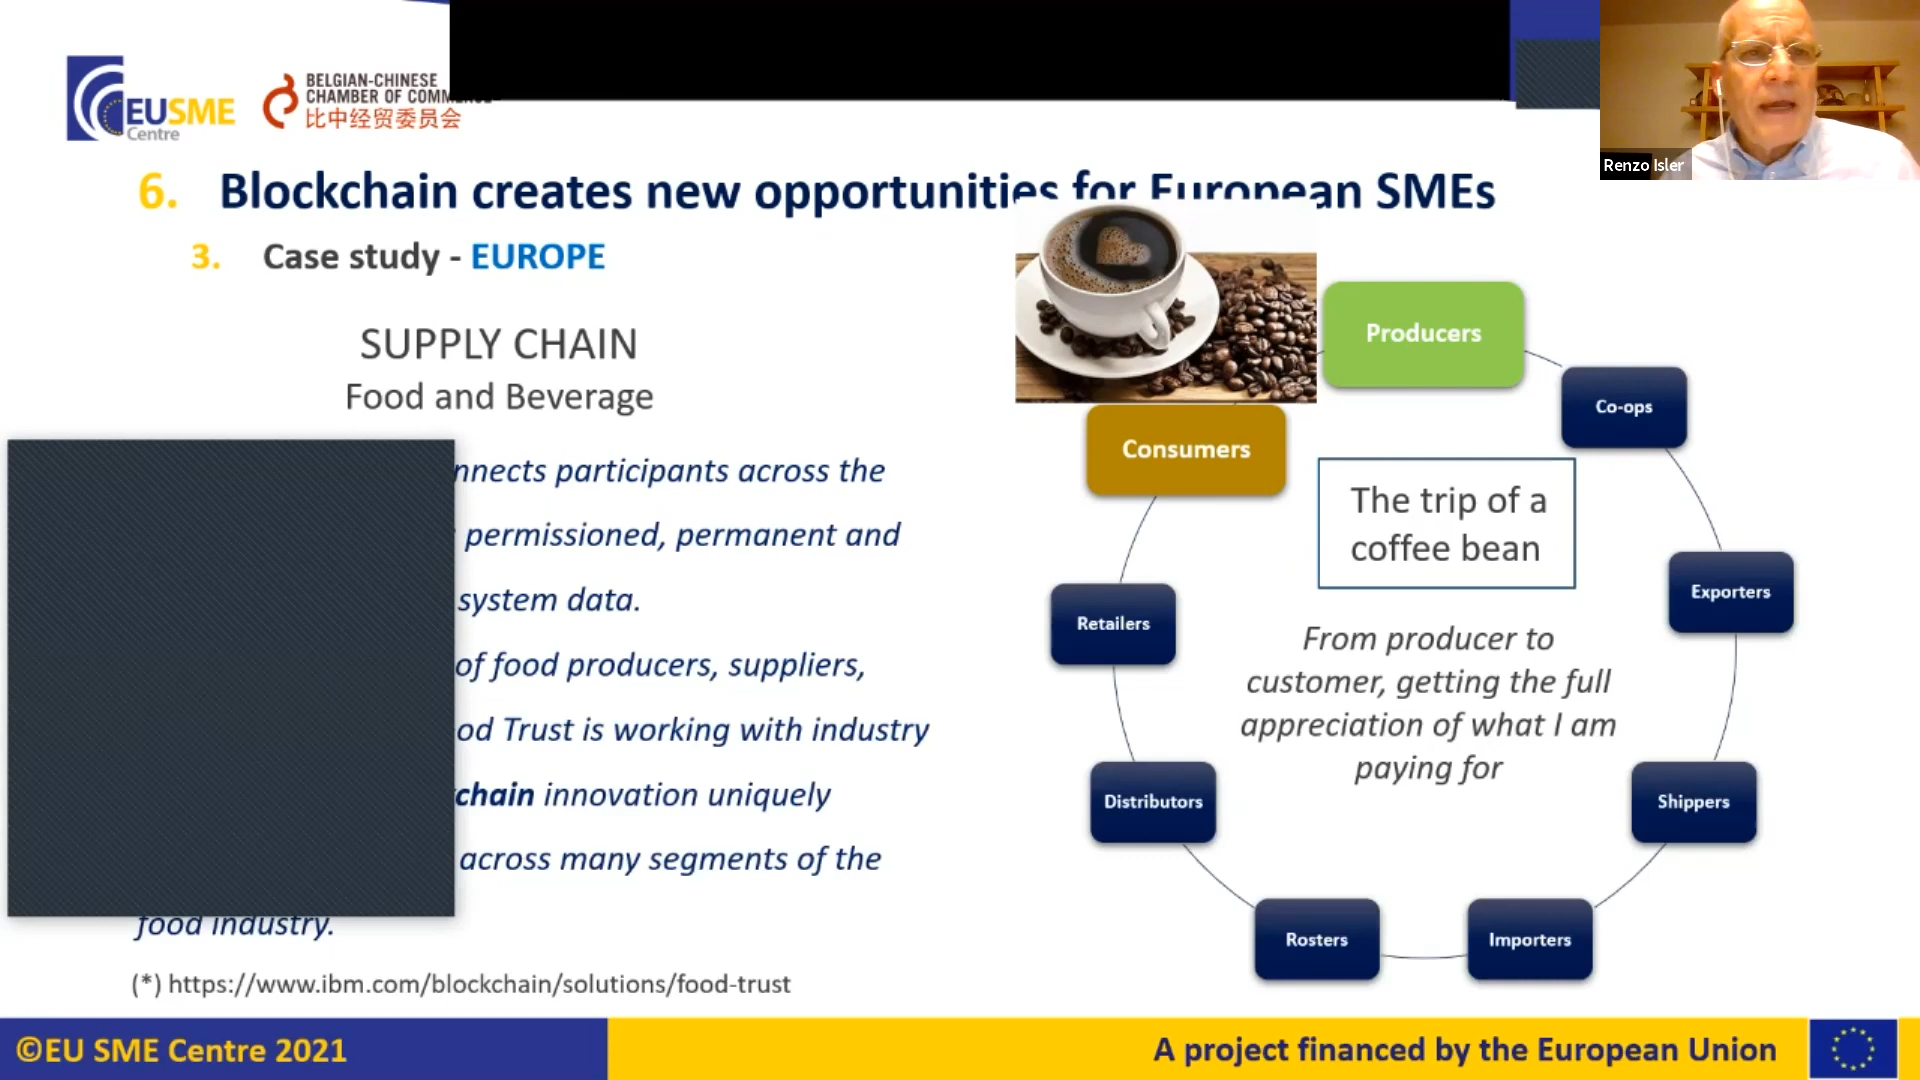 EUSME
Centre
BELGIAN-CHINESE
CHAMBER OF COMMERCE
比中经贸委员会
Renzo Isler
6. Blockchain creates new opportunities for European SMEs
3. Case study - EUROPE
SUPPLY CHAIN
Food and Beverage
nnects participants across the
permissioned, permanent and
system data.
of food producers, suppliers,
od Trust is working with industry
chain innovation uniquely
across many segments of the
food industry.
(*) https://www.ibm.com/blockchain/solutions/food-trust
Producers
Co-ops
Exporters
Shippers
Importers
Rosters
Distributors
Retailers
Consumers
The trip of a
coffee bean
From producer to
customer, getting the full
appreciation of what I am
paying for
©EU SME Centre 2021
A project financed by the European Union